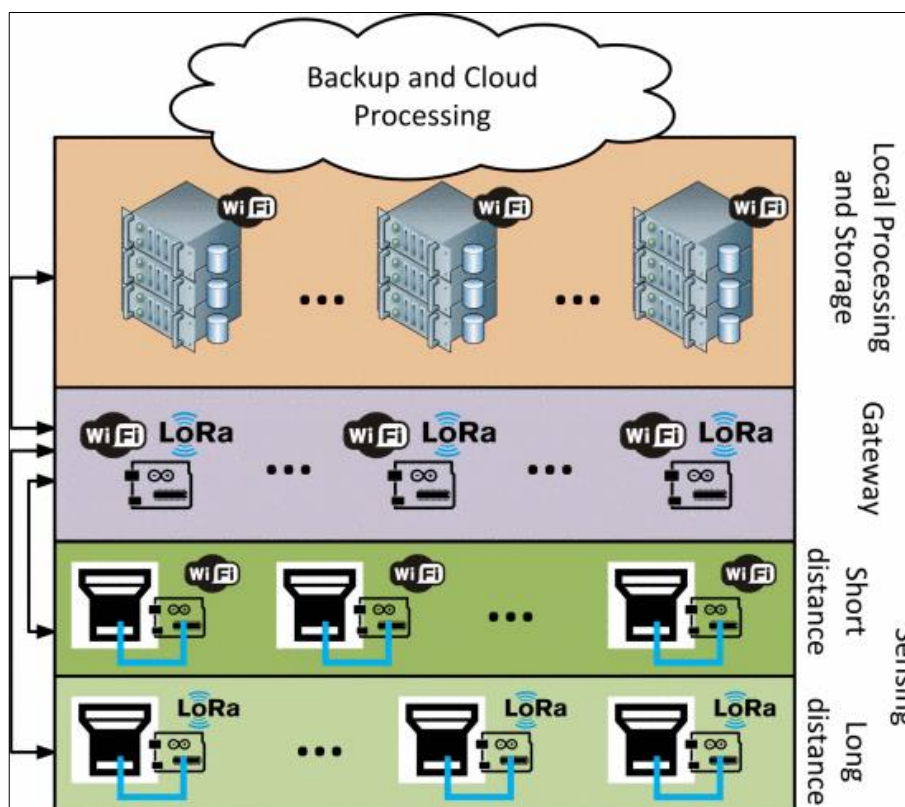 Backup and Cloud
Processing
Wi Fi
Wi Fi
Wi Fi
Local Processing
and Storage
Wi Fi LoRa
Wi Fi LoRa
Wi Fi LoRa
Gateway
Wi Fi
Wi Fi
Wi Fi
Short
distance
Sensing
LoRa
LoRa
LoRa
Long
distance